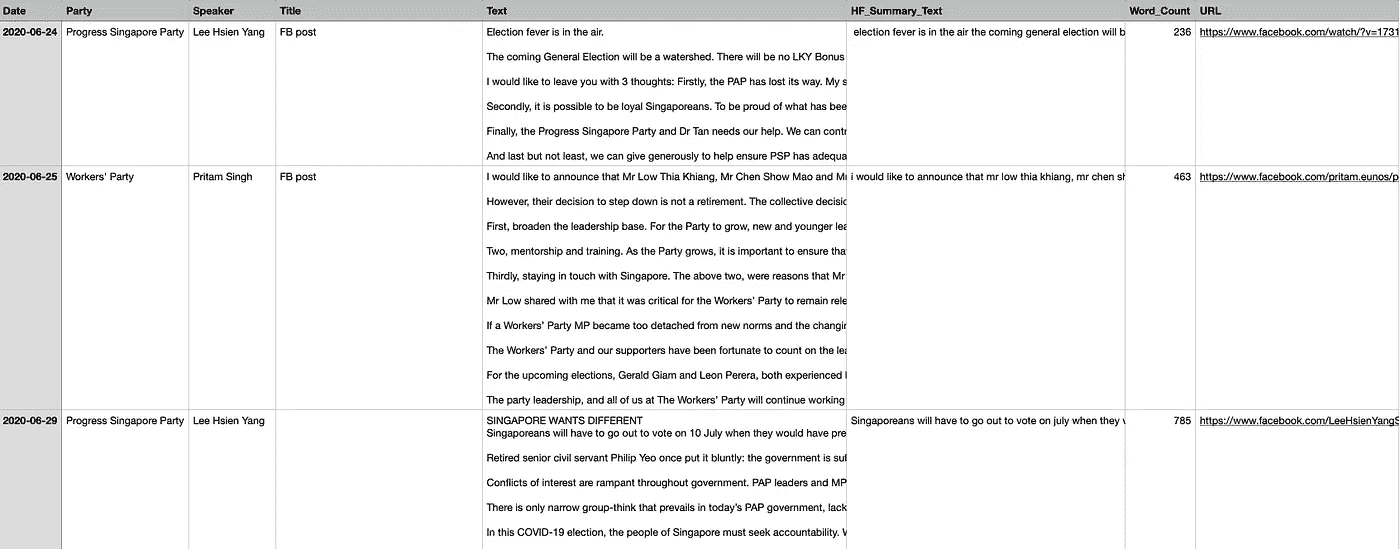 Date Party Speaker Title Text HF_Summary_Text Word_Count URL
2020-06-24 Progress Singapore Party Lee Hsien Yang FB post Election fever is in the air. election fever is in the air the coming general election will b 236 https://www.facebook.com/watch/?v=1731
The coming General Election will be a watershed. There will be no LKY Bonus
I would like to leave you with 3 thoughts: Firstly, the PAP has lost its way. My s
Secondly, it is possible to be loyal Singaporeans. To be proud of what has bee
Finally, the Progress Singapore Party and Dr Tan needs our help. We can contr
And last but not least, we can give generously to help ensure PSP has adequa
2020-06-25 Workers' Party Pritam Singh FB post I would like to announce that Mr Low Thia Khiang, Mr Chen Show Mao and M i would like to announce that mr low thia khiang, mr chen sh 463 https://www.facebook.com/pritam.eunos/p
However, their decision to step down is not a retirement. The collective decisio
First, broaden the leadership base. For the Party to grow, new and younger lea
Two, mentorship and training. As the Party grows, it is important to ensure tha
Thirdly, staying in touch with Singapore. The above two, were reasons that Mr
Mr Low shared with me that it was critical for the Workers' Party to remain rele
If a Workers' Party MP became too detached from new norms and the changin
The Workers' Party and our supporters have been fortunate to count on the lea
For the upcoming elections, Gerald Giam and Leon Perera, both experienced
The party leadership, and all of us at The Workers' Party will continue working
2020-06-29 Progress Singapore Party Lee Hsien Yang SINGAPORE WANTS DIFFERENT Singaporeans will have to go out to vote on july when they 785 https://www.facebook.com/LeeHsienYangS
Singaporeans will have to go out to vote on 10 July when they would have pre
Retired senior civil servant Philip Yeo once put it bluntly: the government is suf
Conflicts of interest are rampant throughout government. PAP leaders and MP
There is only narrow group-think that prevails in today's PAP government, lack
In this COVID-19 election, the people of Singapore must seek accountability. W